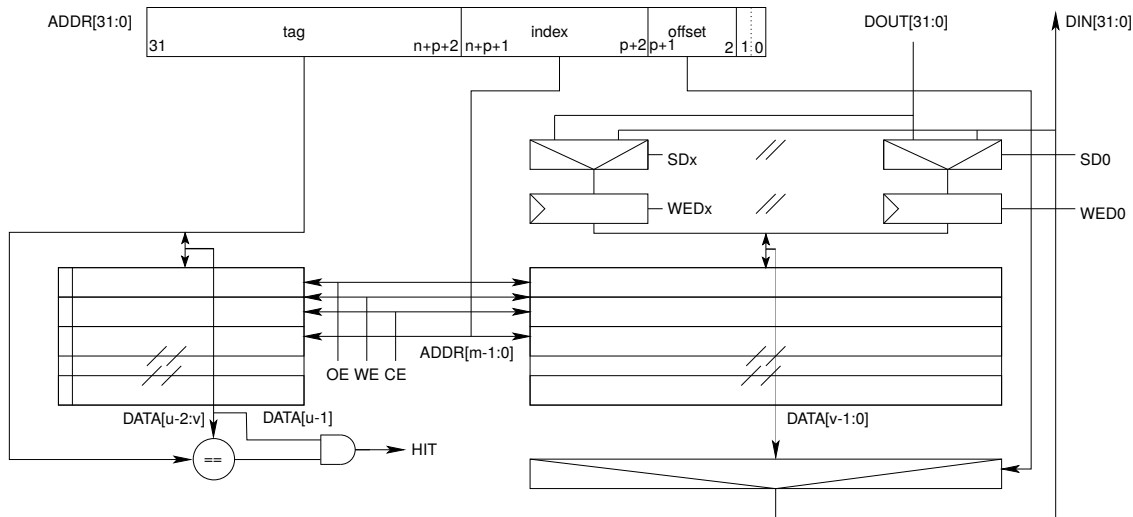 ADDR[31:0]
tag
index
offset
31
n+p+2
n+p+1
p+2
p+1
2
1
0
DOUT[31:0]
DIN[31:0]
SDx
SD0
WEDx
WED0
OE WE CE
ADDR[m-1:0]
DATA[u-2:v]
DATA[u-1]
DATA[v-1:0]
==
HIT